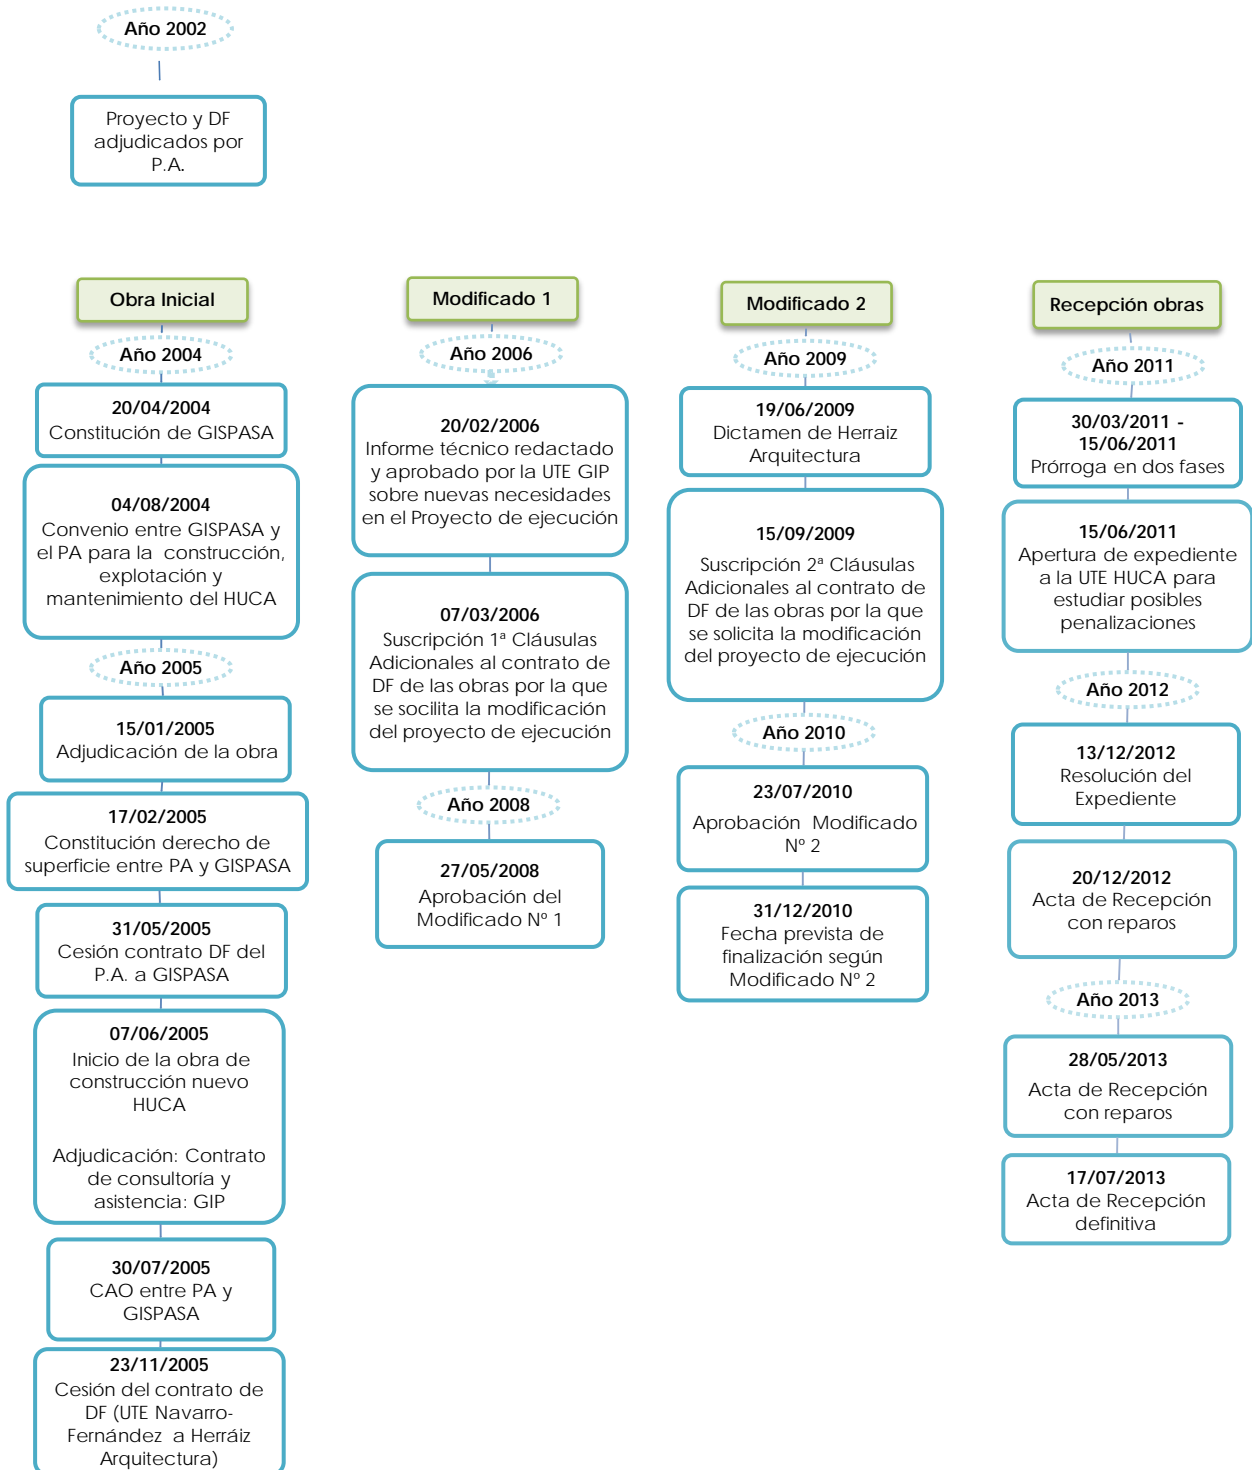 Año 2002
Proyecto y DF
adjudicados por
P.A.
Obra Inicial
Año 2004
20/04/2004
Constitución de GISPASA
04/08/2004
Convenio entre GISPASA y
el PA para la construcción,
explotación y
mantenimiento del HUCA
Año 2005
15/01/2005
Adjudicación de la obra
17/02/2005
Constitución derecho de
superficie entre PA y GISPASA
31/05/2005
Cesión contrato DF del
P.A. a GISPASA
07/06/2005
Inicio de la obra de
construcción nuevo
HUCA
Adjudicación: Contrato
de consultoría y
asistencia: GIP
30/07/2005
CAO entre PA y
GISPASA
23/11/2005
Cesión del contrato de
DF (UTE Navarro-
Fernández a Herráiz
Arquitectura)
Modificado 1
Año 2006
20/02/2006
Informe técnico redactado
y aprobado por la UTE GIP
sobre nuevas necesidades
en el Proyecto de ejecución
07/03/2006
Suscripción 1ª Cláusulas
Adicionales al contrato de
DF de las obras por la que
se socilita la modificación
del proyecto de ejecución
Año 2008
27/05/2008
Aprobación del
Modificado Nº 1
Modificado 2
Año 2009
19/06/2009
Dictamen de Herraiz
Arquitectura
15/09/2009
Suscripción 2ª Cláusulas
Adicionales al contrato de
DF de las obras por la que
se solicita la modificación
del proyecto de ejecución
Año 2010
23/07/2010
Aprobación Modificado
Nº 2
31/12/2010
Fecha prevista de
finalización según
Modificado Nº 2
Recepción obras
Año 2011
30/03/2011 -
15/06/2011
Prórroga en dos fases
15/06/2011
Apertura de expediente
a la UTE HUCA para
estudiar posibles
penalizaciones
Año 2012
13/12/2012
Resolución del
Expediente
20/12/2012
Acta de Recepción
con reparos
Año 2013
28/05/2013
Acta de Recepción
con reparos
17/07/2013
Acta de Recepción
definitiva